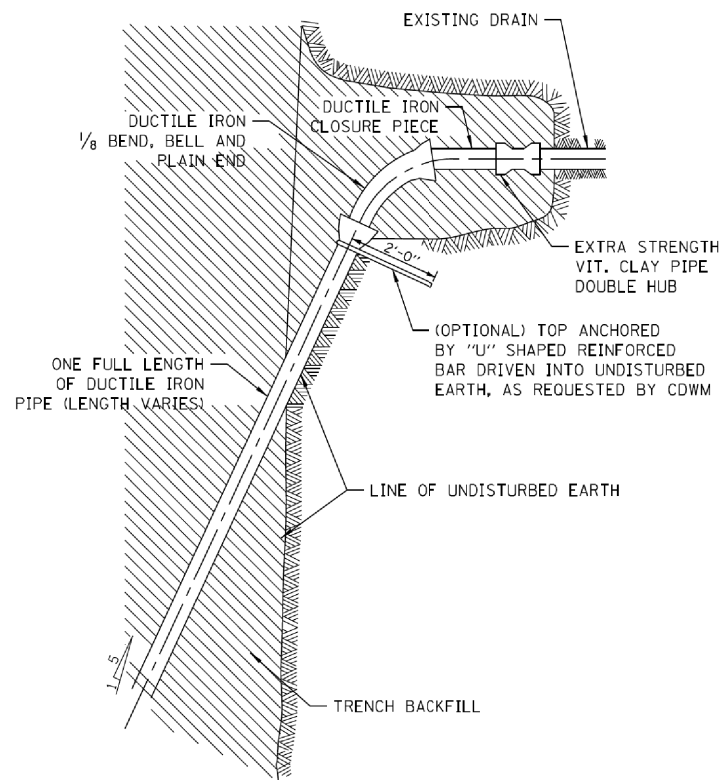 EXISTING DRAIN
DUCTILE IRON
⅛ BEND, BELL AND
PLAIN END
DUCTILE IRON
CLOSURE PIECE
2'-0"
EXTRA STRENGTH
VIT. CLAY PIPE
DOUBLE HUB
(OPTIONAL) TOP ANCHORED
BY "U" SHAPED REINFORCED
BAR DRIVEN INTO UNDISTURBED
EARTH, AS REQUESTED BY CDWM
ONE FULL LENGTH
OF DUCTILE IRON
PIPE (LENGTH VARIES)
LINE OF UNDISTURBED EARTH
5
1
TRENCH BACKFILL